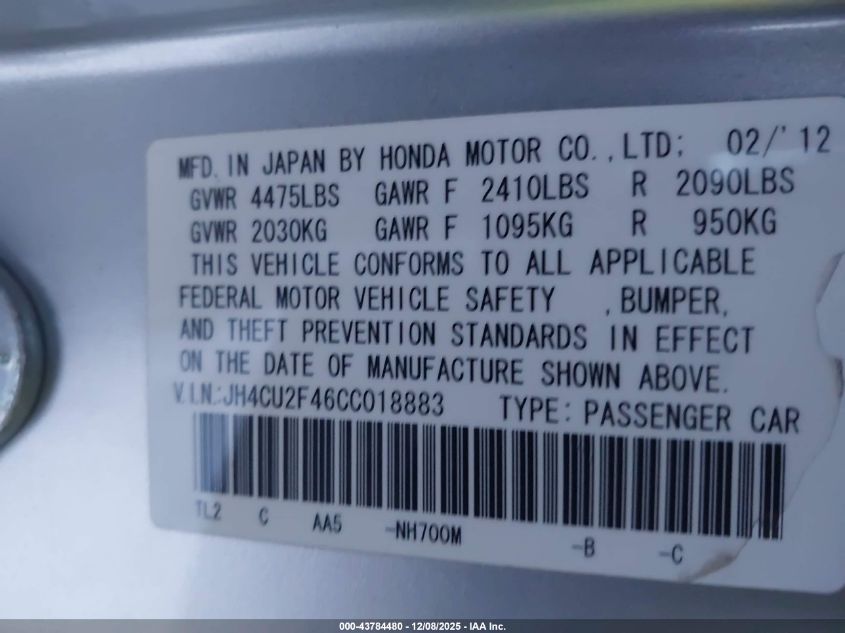 MFD. IN JAPAN BY HONDA MOTOR CO., LTD; 02/'12
GVWR 4475LBS GAWR F 2410LBS R 2090LBS
GVWR 2030KG GAWR F 1095KG R 950KG
THIS VEHICLE CONFORMS TO ALL APPLICABLE
FEDERAL MOTOR VEHICLE SAFETY , BUMPER,
AND THEFT PREVENTION STANDARDS IN EFFECT
ON THE DATE OF MANUFACTURE SHOWN ABOVE.
V.I.N.:JH4CU2F46CC018883 TYPE: PASSENGER CAR
TL2 C AA5 -NH700M -B -C
000-43784480 - 12/08/2025 - IAA Inc.